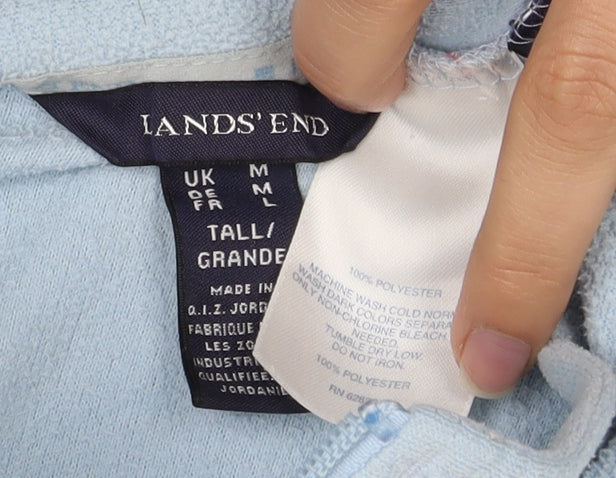 LANDS' END
UK M
DE M
FR L
TALL/
GRANDE
MADE IN
Q.I.Z. JORD
FABRIQUE
LES ZO
INDUSTRI
QUALIFIEE
JORDANIE
100% POLYESTER
MACHINE WASH COLD NORM
WASH DARK COLORS SEPARA
ONLY NON-CHLORINE BLEACH
NEEDED.
TUMBLE DRY LOW.
DO NOT IRON.
100% POLYESTER
RN 6282